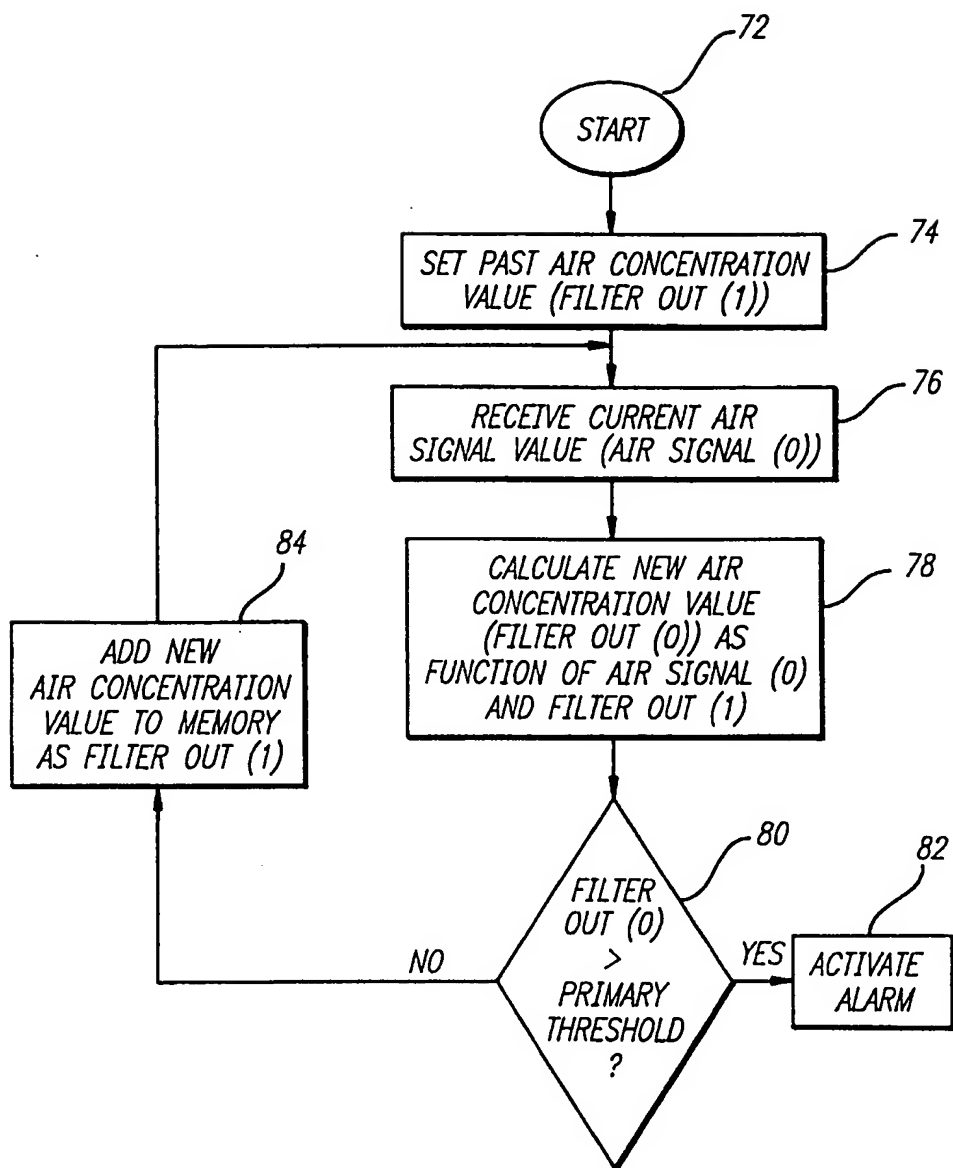 72
START
74
SET PAST AIR CONCENTRATION
VALUE (FILTER OUT (1))
76
RECEIVE CURRENT AIR
SIGNAL VALUE (AIR SIGNAL (0))
78
CALCULATE NEW AIR
CONCENTRATION VALUE
(FILTER OUT (0)) AS
FUNCTION OF AIR SIGNAL (0)
AND FILTER OUT (1)
84
ADD NEW
AIR CONCENTRATION
VALUE TO MEMORY
AS FILTER OUT (1)
80
FILTER
OUT (0)
>
PRIMARY
THRESHOLD
?
NO
YES
82
ACTIVATE
ALARM